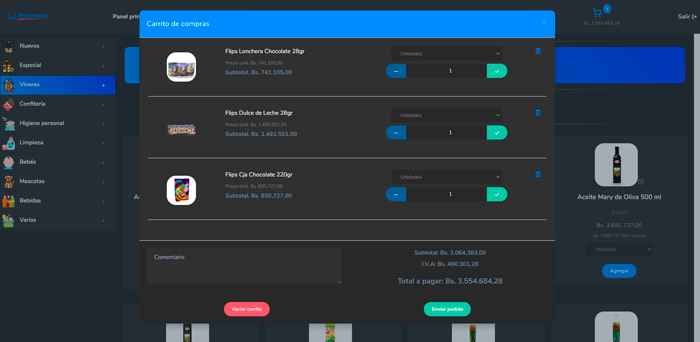 Panel prin
Carrito de compras
×
Bs. 3.554.684,28
Salir
Nuevos
Especial
Víveres
Confitería
Higiene personal
Limpieza
Bebés
Mascotas
Bebidas
Varios
Flips Lonchera Chocolate 28gr
Precio Unit. Bs. 741.105,00
Subtotal. Bs. 741.105,00
Unidades
1
Flips Dulce de Leche 28gr
Precio Unit. Bs. 1.492.551,00
Subtotal. Bs. 1.492.551,00
Unidades
1
Flips Cja Chocolate 220gr
Precio Unit. Bs. 830.727,00
Subtotal. Bs. 830.727,00
Unidades
1
Comentario
Subtotal: Bs. 3.064.383,00
I.V.A: Bs. 490.301,28
Total a pagar: Bs. 3.554.684,28
Vaciar carrito
Enviar pedido
Aceite Mary de Oliva 500 ml
Bs. 3.681.737,00
Unidades
Agregar